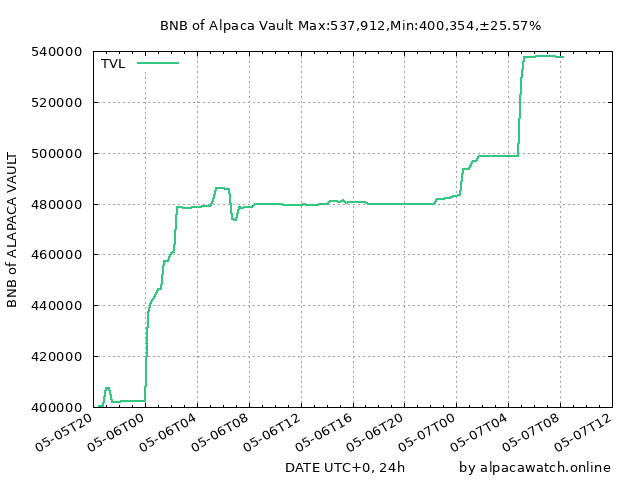 BNB of Alpaca Vault Max:537,912,Min:400,354,±25.57%
TVL
540000
520000
500000
480000
460000
440000
420000
400000
BNB of ALAPACA VAULT
05-05T20
05-06T00
05-06T04
05-06T08
05-06T12
05-06T16
05-06T20
05-07T00
05-07T04
05-07T08
05-07T12
DATE UTC+0, 24h
by alpacawatch.online